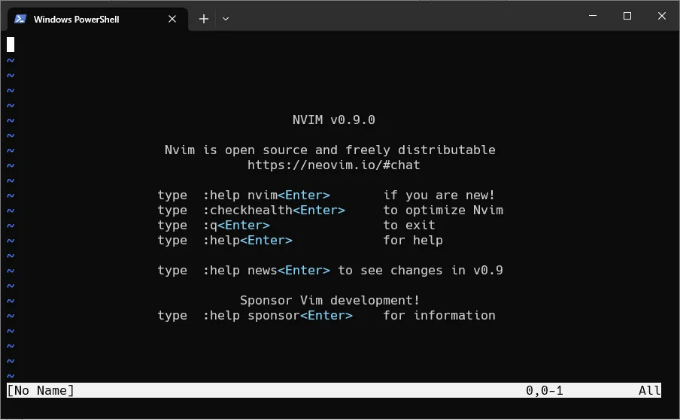 Windows PowerShell
NVIM v0.9.0
Nvim is open source and freely distributable
https://neovim.io/#chat
type :help nvim<Enter> if you are new!
type :checkhealth<Enter> to optimize Nvim
type :q<Enter> to exit
type :help<Enter> for help
type :help news<Enter> to see changes in v0.9
Sponsor Vim development!
type :help sponsor<Enter> for information
[No Name] 0,0-1 All